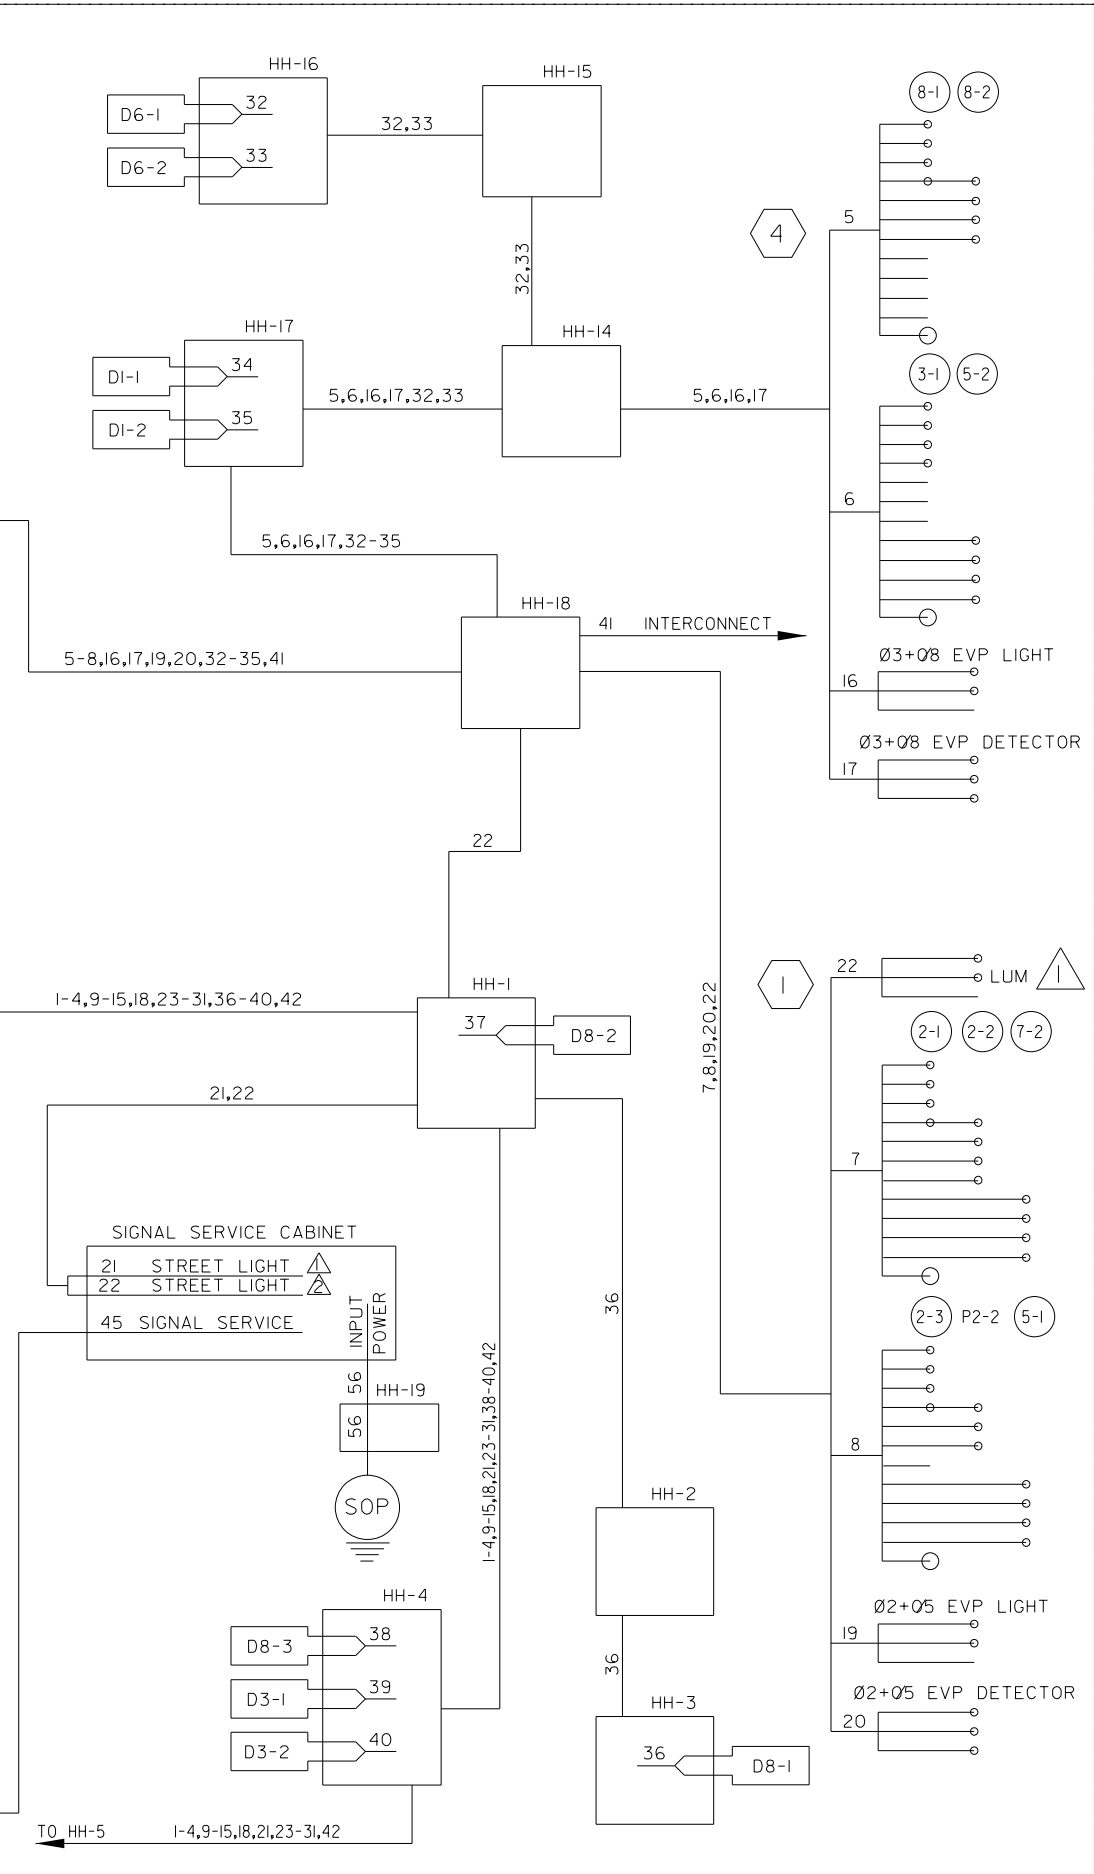 HH-16
HH-15
8-1 8-2
D6-1 32
32,33
D6-2 33
5
4
32,33
HH-17
HH-14
3-1 5-2
D1-1 34
5,6,16,17,32,33
5,6,16,17
D1-2 35
6
5,6,16,17,32-35
HH-18
41 INTERCONNECT
5-8,16,17,19,20,32-35,41
Ø3+Ø8 EVP LIGHT
16
Ø3+Ø8 EVP DETECTOR
17
22
22
LUM 1
1
HH-1
1-4,9-15,18,23-31,36-40,42
37
D8-2
7,8,19,20,22
2-1 2-2 7-2
21,22
7
SIGNAL SERVICE CABINET
21 STREET LIGHT 1
22 STREET LIGHT 2
45 SIGNAL SERVICE
INPUT
POWER
36
2-3 P2-2 5-1
56
HH-19
56
1-4,9-15,18,21,23-31,38-40,42
8
SOP
HH-2
HH-4
Ø2+Ø5 EVP LIGHT
D8-3 38
19
36
D3-1 39
HH-3
Ø2+Ø5 EVP DETECTOR
20
D3-2 40
36
D8-1
TO HH-5
1-4,9-15,18,21,23-31,42